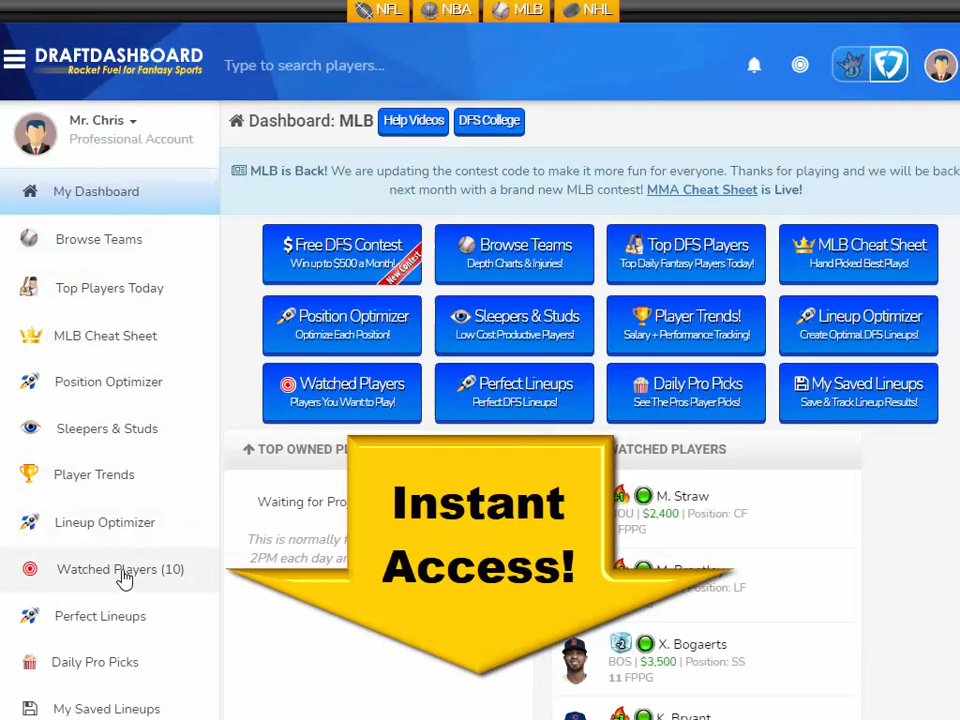 NFL NBA MLB NHL
DRAFTDASHBOARD
Rocket Fuel for Fantasy Sports
Type to search players...
Mr. Chris
Professional Account
Dashboard: MLB Help Videos DFS College
MLB is Back! We are updating the contest code to make it more fun for everyone. Thanks for playing and we will be back
next month with a brand new MLB contest! MMA Cheat Sheet is Live!
My Dashboard
Browse Teams
Top Players Today
MLB Cheat Sheet
Position Optimizer
Sleepers & Studs
Player Trends
Lineup Optimizer
Watched Players (10)
Perfect Lineups
Daily Pro Picks
My Saved Lineups
$ Free DFS Contest
Win up to $500 a Month!
New Contest
Browse Teams
Depth Charts & Injuries!
Top DFS Players
Top Daily Fantasy Players Today!
MLB Cheat Sheet
Hand Picked Best Plays!
Position Optimizer
Optimize Each Position!
Sleepers & Studs
Low Cost Productive Players!
Player Trends!
Salary + Performance Tracking!
Lineup Optimizer
Create Optimal DFS Lineups!
Watched Players
Players You Want to Play!
Perfect Lineups
Perfect DFS Lineups!
Daily Pro Picks
See The Pros Player Picks!
My Saved Lineups
Save & Track Lineup Results!
TOP OWNED
Waiting for
This is normally
2PM each day
Instant
Access!
WATCHED PLAYERS
M. Straw
HOU | $2,400 | Position: CF
FPPG
M. Brantley
Position: LF
FPPG
X. Bogaerts
BOS | $3,500 | Position: SS
11 FPPG
K. Bryant